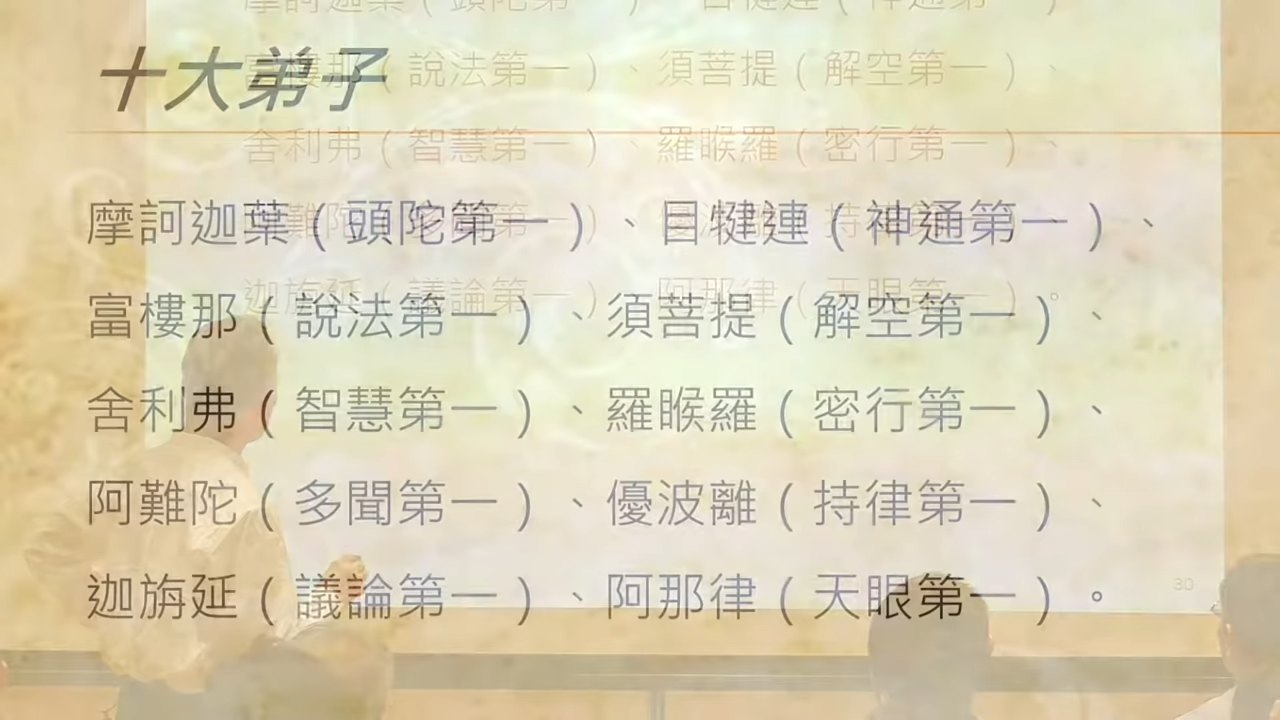 十大弟子
摩訶迦葉（頭陀第一）、目犍連（神通第一）、
富樓那（說法第一）、須菩提（解空第一）、
舍利弗（智慧第一）、羅睺羅（密行第一）、
阿難陀（多聞第一）、優波離（持律第一）、
迦旃延（議論第一）、阿那律（天眼第一）。
30